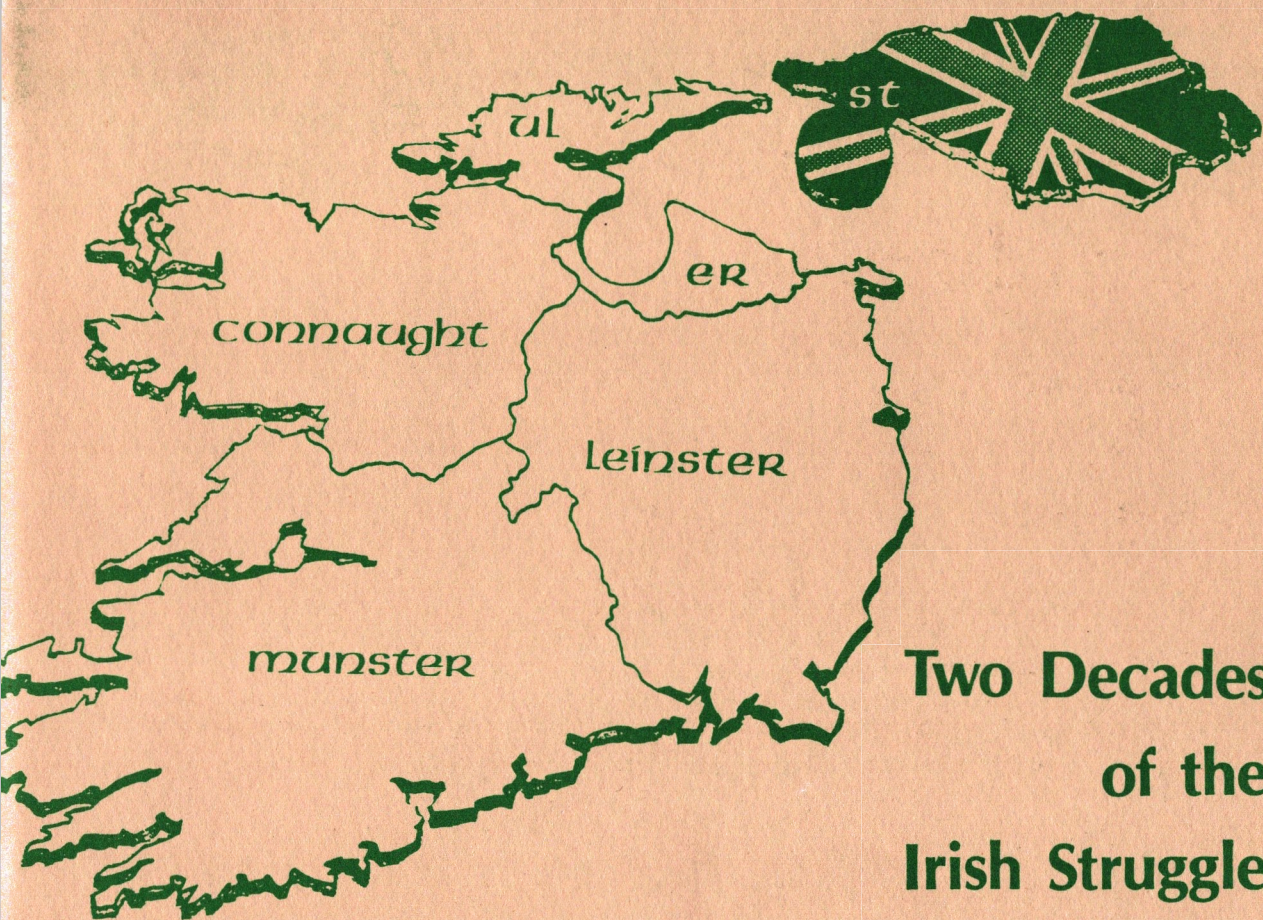 st
ul
er
connaught
leinster
munster
Two Decades
of the
Irish Struggle